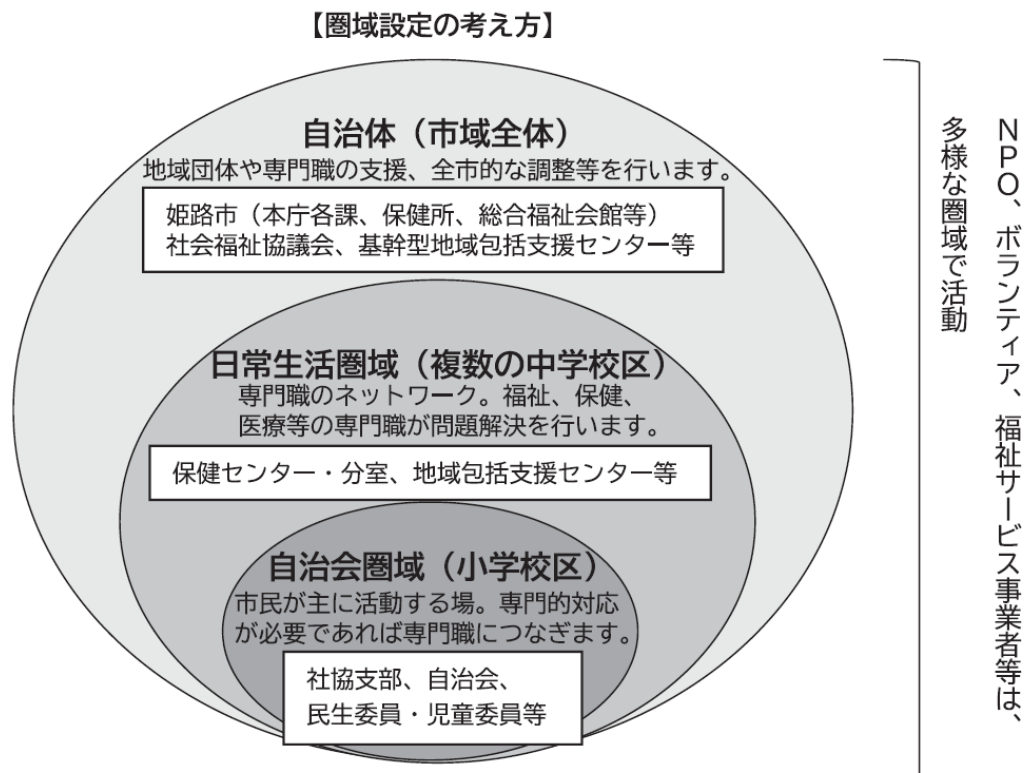 【圏域設定の考え方】
自治体（市域全体）
地域団体や専門職の支援、全市的な調整等を行います。
姫路市（本庁各課、保健所、総合福祉会館等）
社会福祉協議会、基幹型地域包括支援センター等
日常生活圏域（複数の中学校区）
専門職のネットワーク。福祉、保健、
医療等の専門職が問題解決を行います。
保健センター・分室、地域包括支援センター等
自治会圏域（小学校区）
市民が主に活動する場。専門的対応
が必要であれば専門職につなぎます。
社協支部、自治会、
民生委員・児童委員等
ＮＰＯ、ボランティア、福祉サービス事業者等は、
多様な圏域で活動